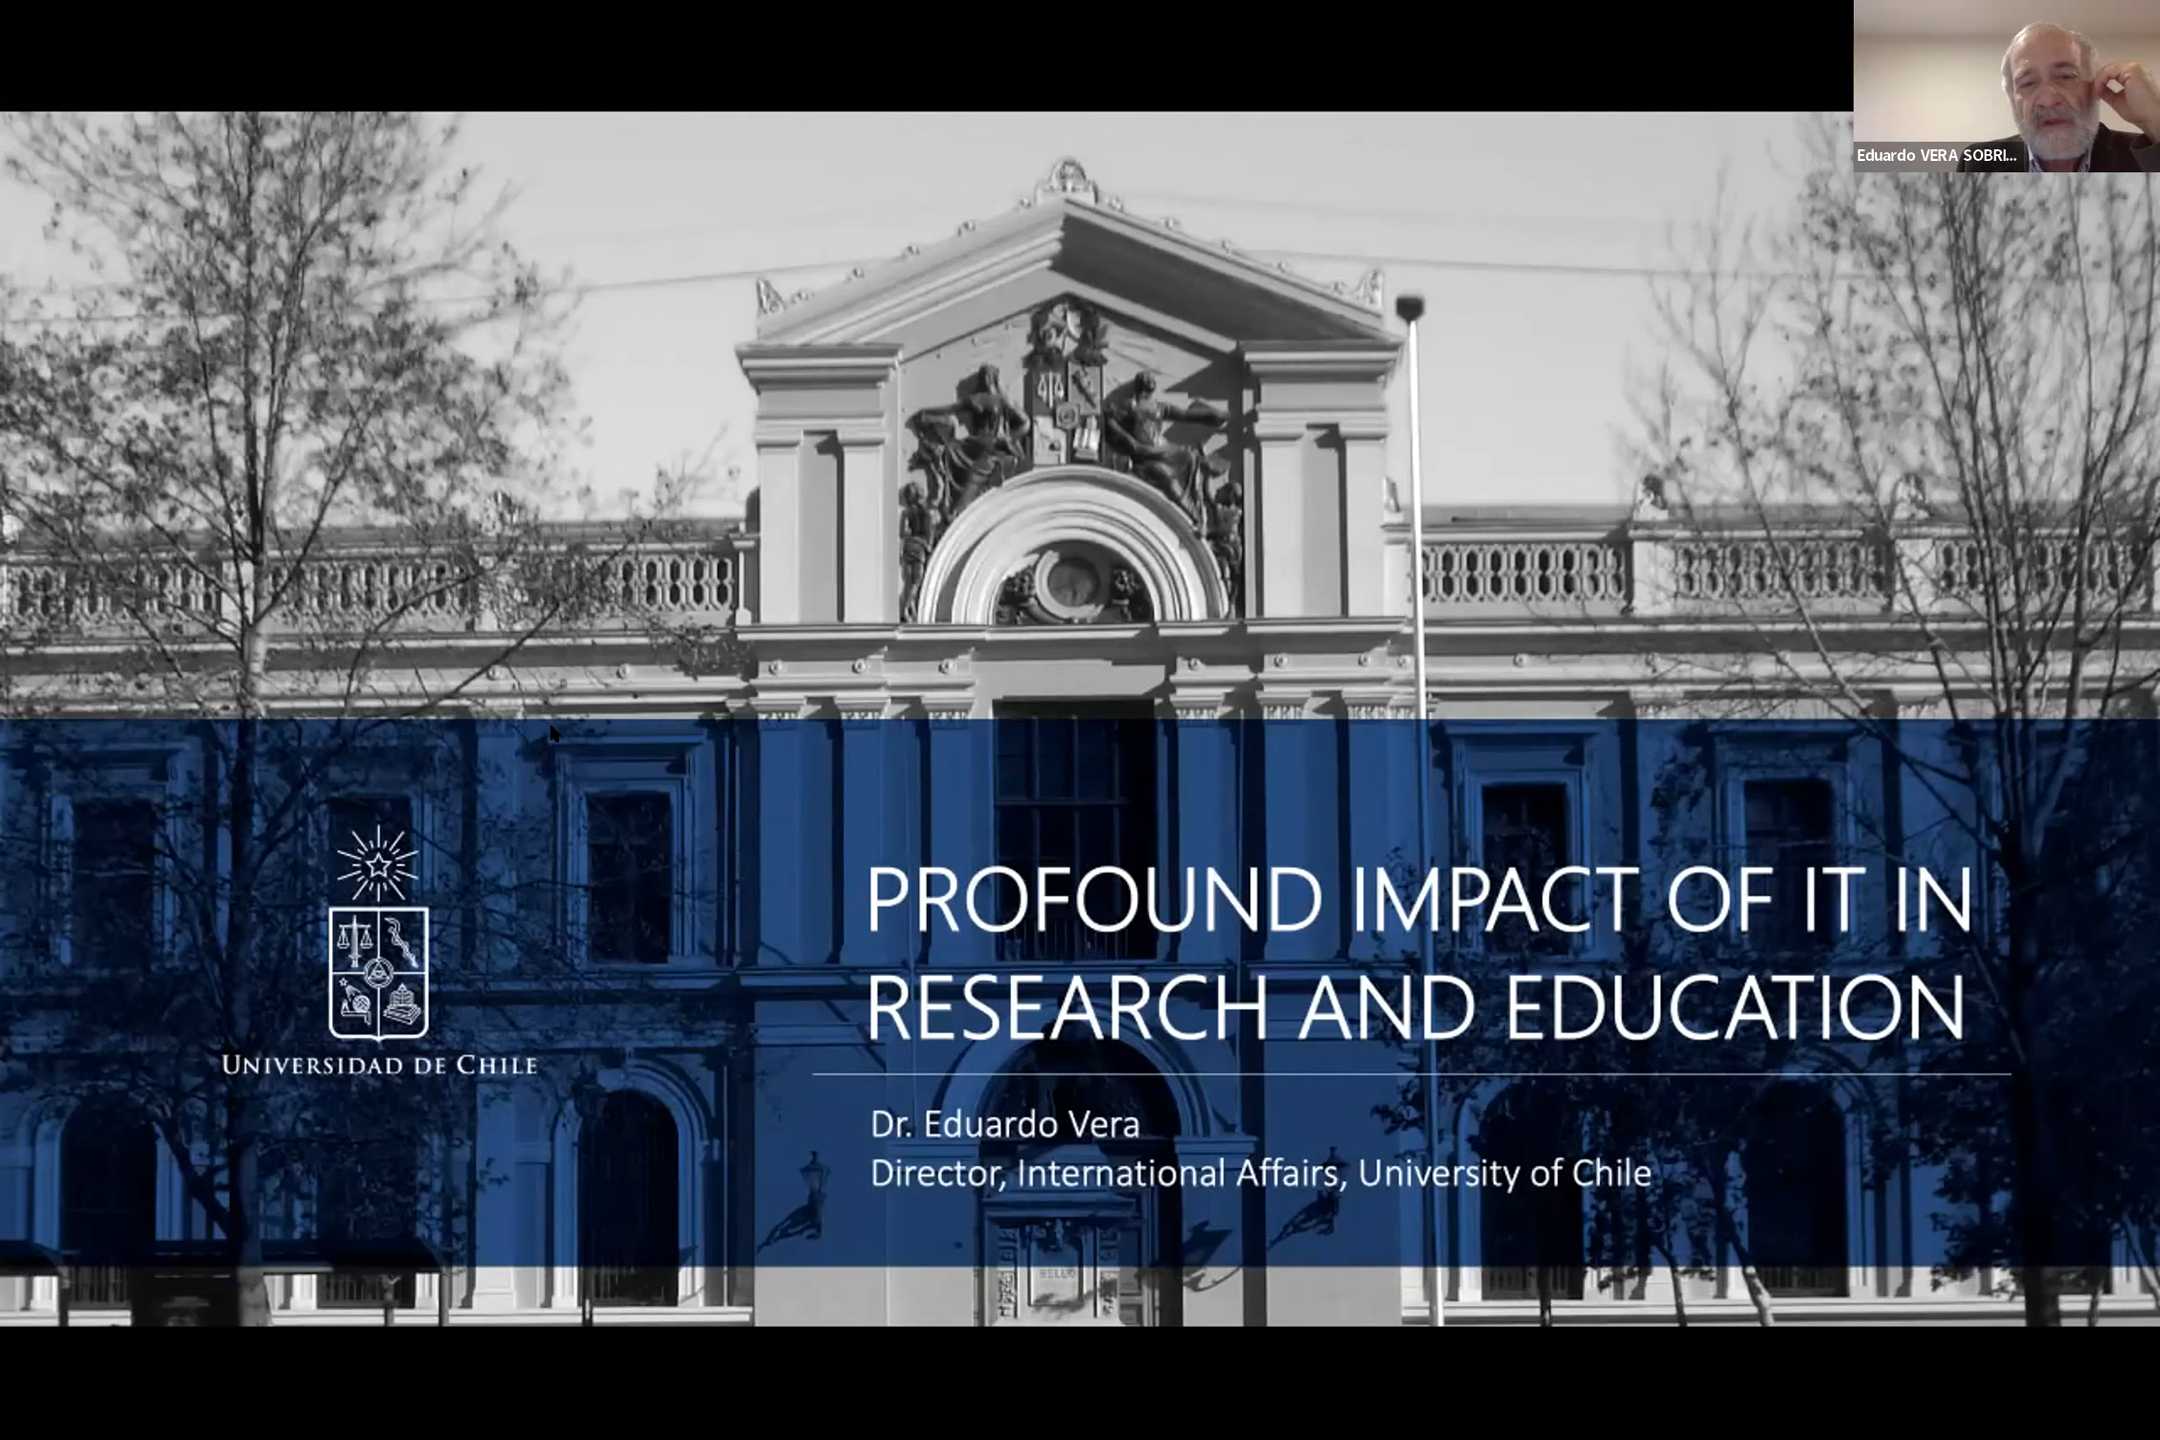 Eduardo VERA SOBRI...
PROFOUND IMPACT OF IT IN
RESEARCH AND EDUCATION
UNIVERSIDAD DE CHILE
Dr. Eduardo Vera
Director, International Affairs, University of Chile
BELLO